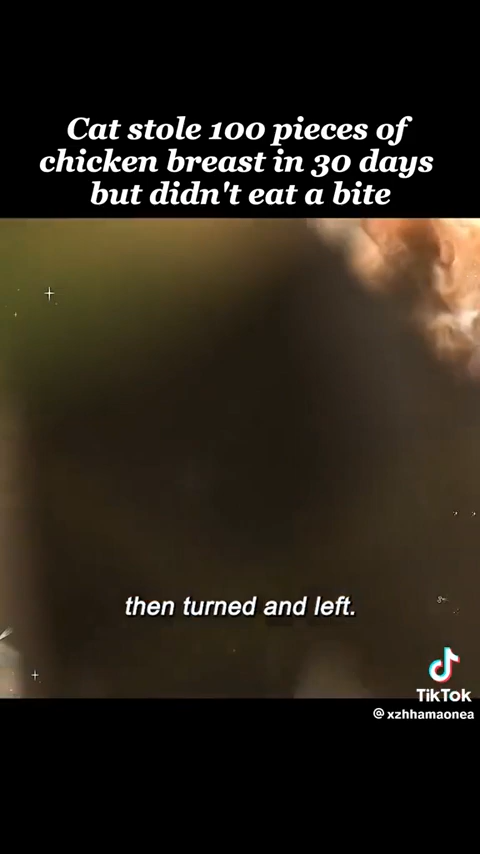 Cat stole 100 pieces of
chicken breast in 30 days
but didn't eat a bite
then turned and left.
TikTok
@xzhhamaonea